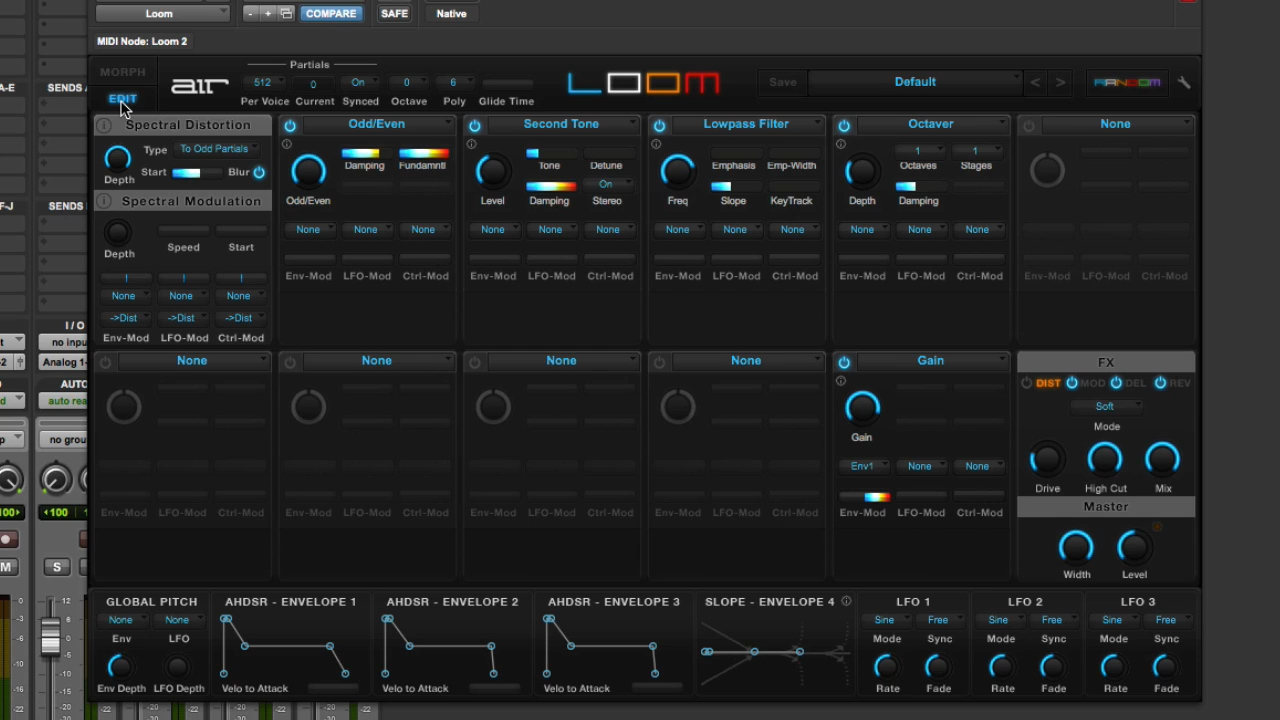 Loom - + COMPARE SAFE Native
MIDI Node: Loom 2
MORPH
EDIT
air
Partials
512 0 On 0 6
Per Voice Current Synced Octave Poly Glide Time
LOOM
Save Default < > RANDOM
A-E SENDS A
F-J SENDS
I / O
no inpu
Analog 1-
AUTO
auto rea
no grou
100 100
M S
Spectral Distortion
Type To Odd Partials
Depth Start Blur
Spectral Modulation
Depth Speed Start
None None None
->Dist ->Dist ->Dist
Env-Mod LFO-Mod Ctrl-Mod
Odd/Even
Damping Fundamntl
Odd/Even
None None None
Env-Mod LFO-Mod Ctrl-Mod
Second Tone
Tone Detune
On
Level Damping Stereo
None None None
Env-Mod LFO-Mod Ctrl-Mod
Lowpass Filter
Emphasis Emp-Width
Freq Slope KeyTrack
None None None
Env-Mod LFO-Mod Ctrl-Mod
Octaver
1 1
Octaves Stages
Depth Damping
None None None
Env-Mod LFO-Mod Ctrl-Mod
None
Env-Mod LFO-Mod Ctrl-Mod
None
Env-Mod LFO-Mod Ctrl-Mod
None
Env-Mod LFO-Mod Ctrl-Mod
None
Env-Mod LFO-Mod Ctrl-Mod
None
Env-Mod LFO-Mod Ctrl-Mod
Gain
Gain
Env1 None None
Env-Mod LFO-Mod Ctrl-Mod
FX
DIST MOD DEL REV
Soft
Mode
Drive High Cut Mix
Master
Width Level
GLOBAL PITCH
None None
Env LFO
Env Depth LFO Depth
AHDSR - ENVELOPE 1
Velo to Attack
AHDSR - ENVELOPE 2
Velo to Attack
AHDSR - ENVELOPE 3
Velo to Attack
SLOPE - ENVELOPE 4
LFO 1
Sine Free
Mode Sync
Rate Fade
LFO 2
Sine Free
Mode Sync
Rate Fade
LFO 3
Sine Free
Mode Sync
Rate Fade